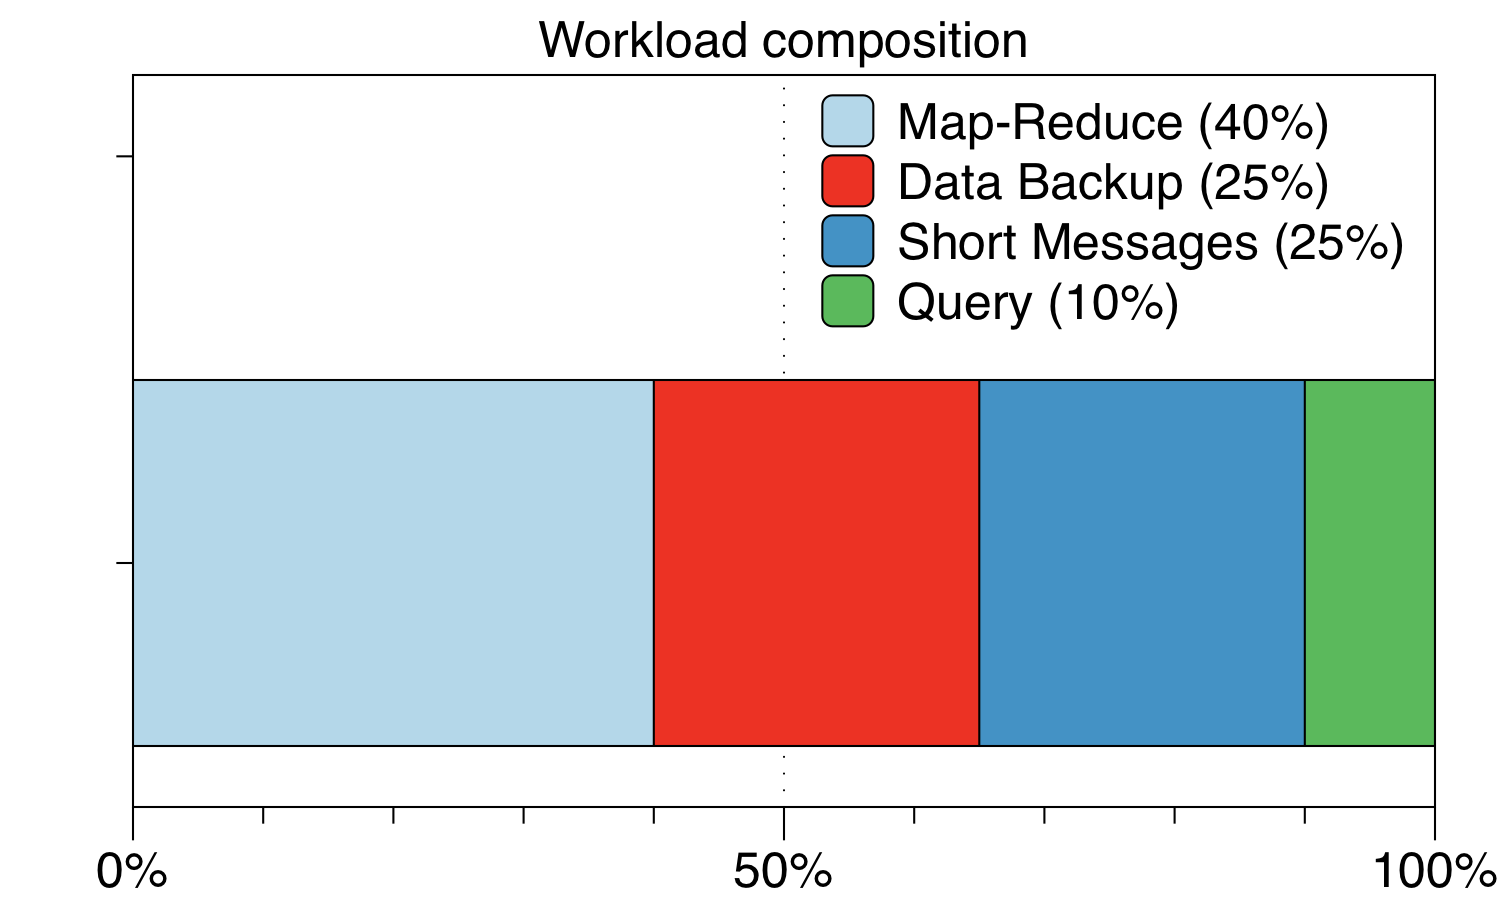 Workload composition
Map-Reduce (40%)
Data Backup (25%)
Short Messages (25%)
Query (10%)
0% 50% 100%